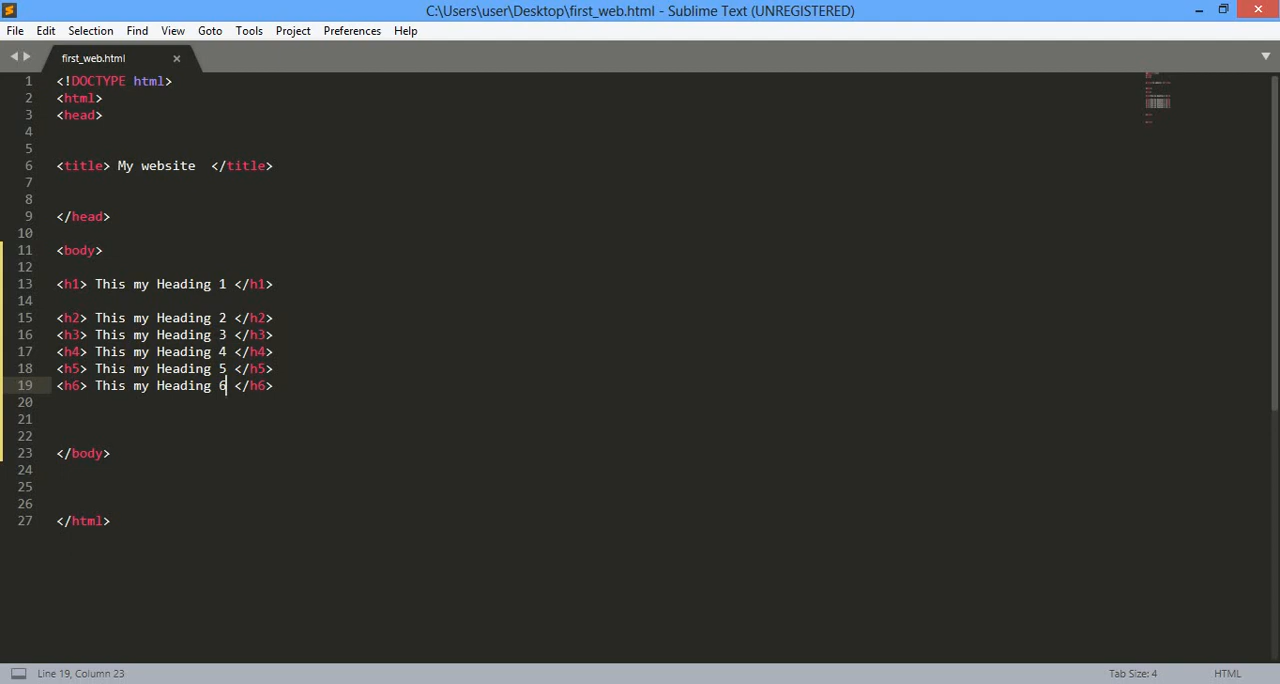 C:\Users\user\Desktop\first_web.html - Sublime Text (UNREGISTERED)
File Edit Selection Find View Goto Tools Project Preferences Help
first_web.html
1 <!DOCTYPE html>
2 <html>
3 <head>
4
5
6 <title> My website  </title>
7
8
9 </head>
10
11 <body>
12
13 <h1> This my Heading 1 </h1>
14
15 <h2> This my Heading 2 </h2>
16 <h3> This my Heading 3 </h3>
17 <h4> This my Heading 4 </h4>
18 <h5> This my Heading 5 </h5>
19 <h6> This my Heading 6 </h6>
20
21
22
23 </body>
24
25
26
27 </html>
Line 19, Column 23 Tab Size: 4 HTML